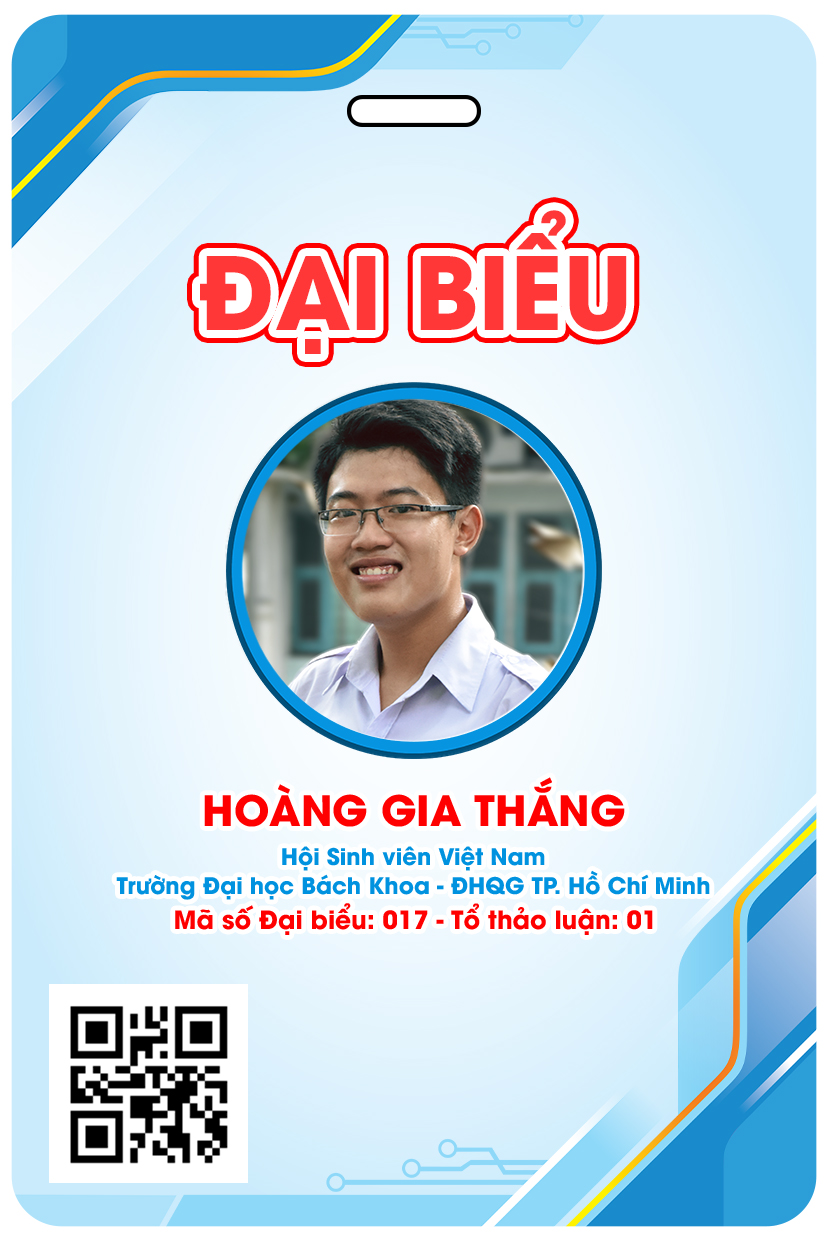 ĐẠI BIỂU
HOÀNG GIA THẮNG
Hội Sinh viên Việt Nam
Trường Đại học Bách Khoa - ĐHQG TP. Hồ Chí Minh
Mã số Đại biểu: 017 - Tổ thảo luận: 01